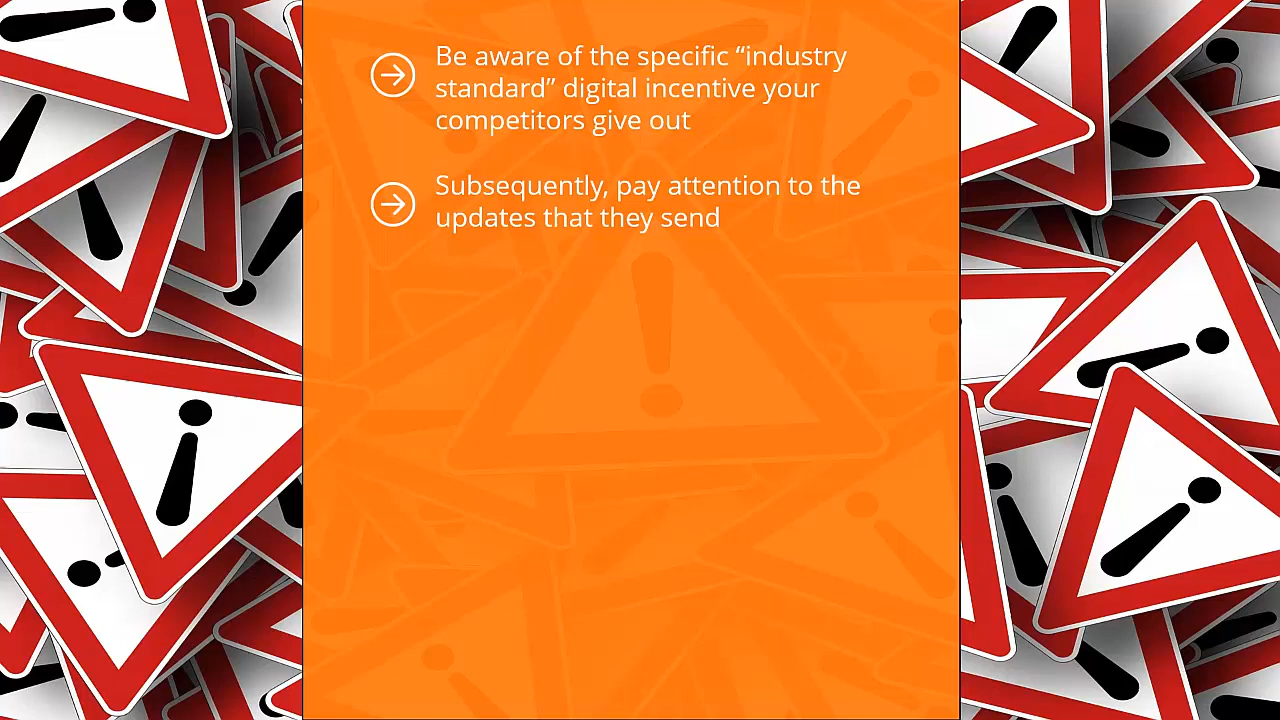 Be aware of the specific “industry
standard” digital incentive your
competitors give out
Subsequently, pay attention to the
updates that they send